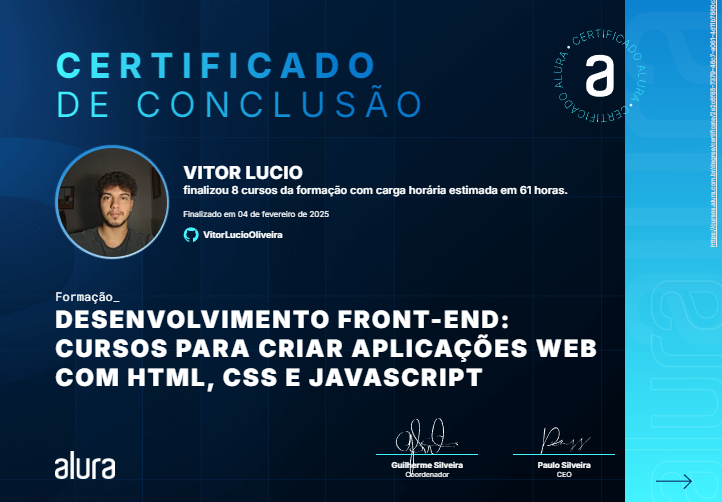 CERTIFICADO
DE CONCLUSÃO
ALURA • CERTIFICADO ALURA • CERTIFICADO
a
VITOR LUCIO
finalizou 8 cursos da formação com carga horária estimada em 61 horas.
Finalizado em 04 de fevereiro de 2025
VitorLucioOliveira
Formação_
DESENVOLVIMENTO FRONT-END:
CURSOS PARA CRIAR APLICAÇÕES WEB
COM HTML, CSS E JAVASCRIPT
alura
Guilherme Silveira
Coordenador
Paulo Silveira
CEO
alura